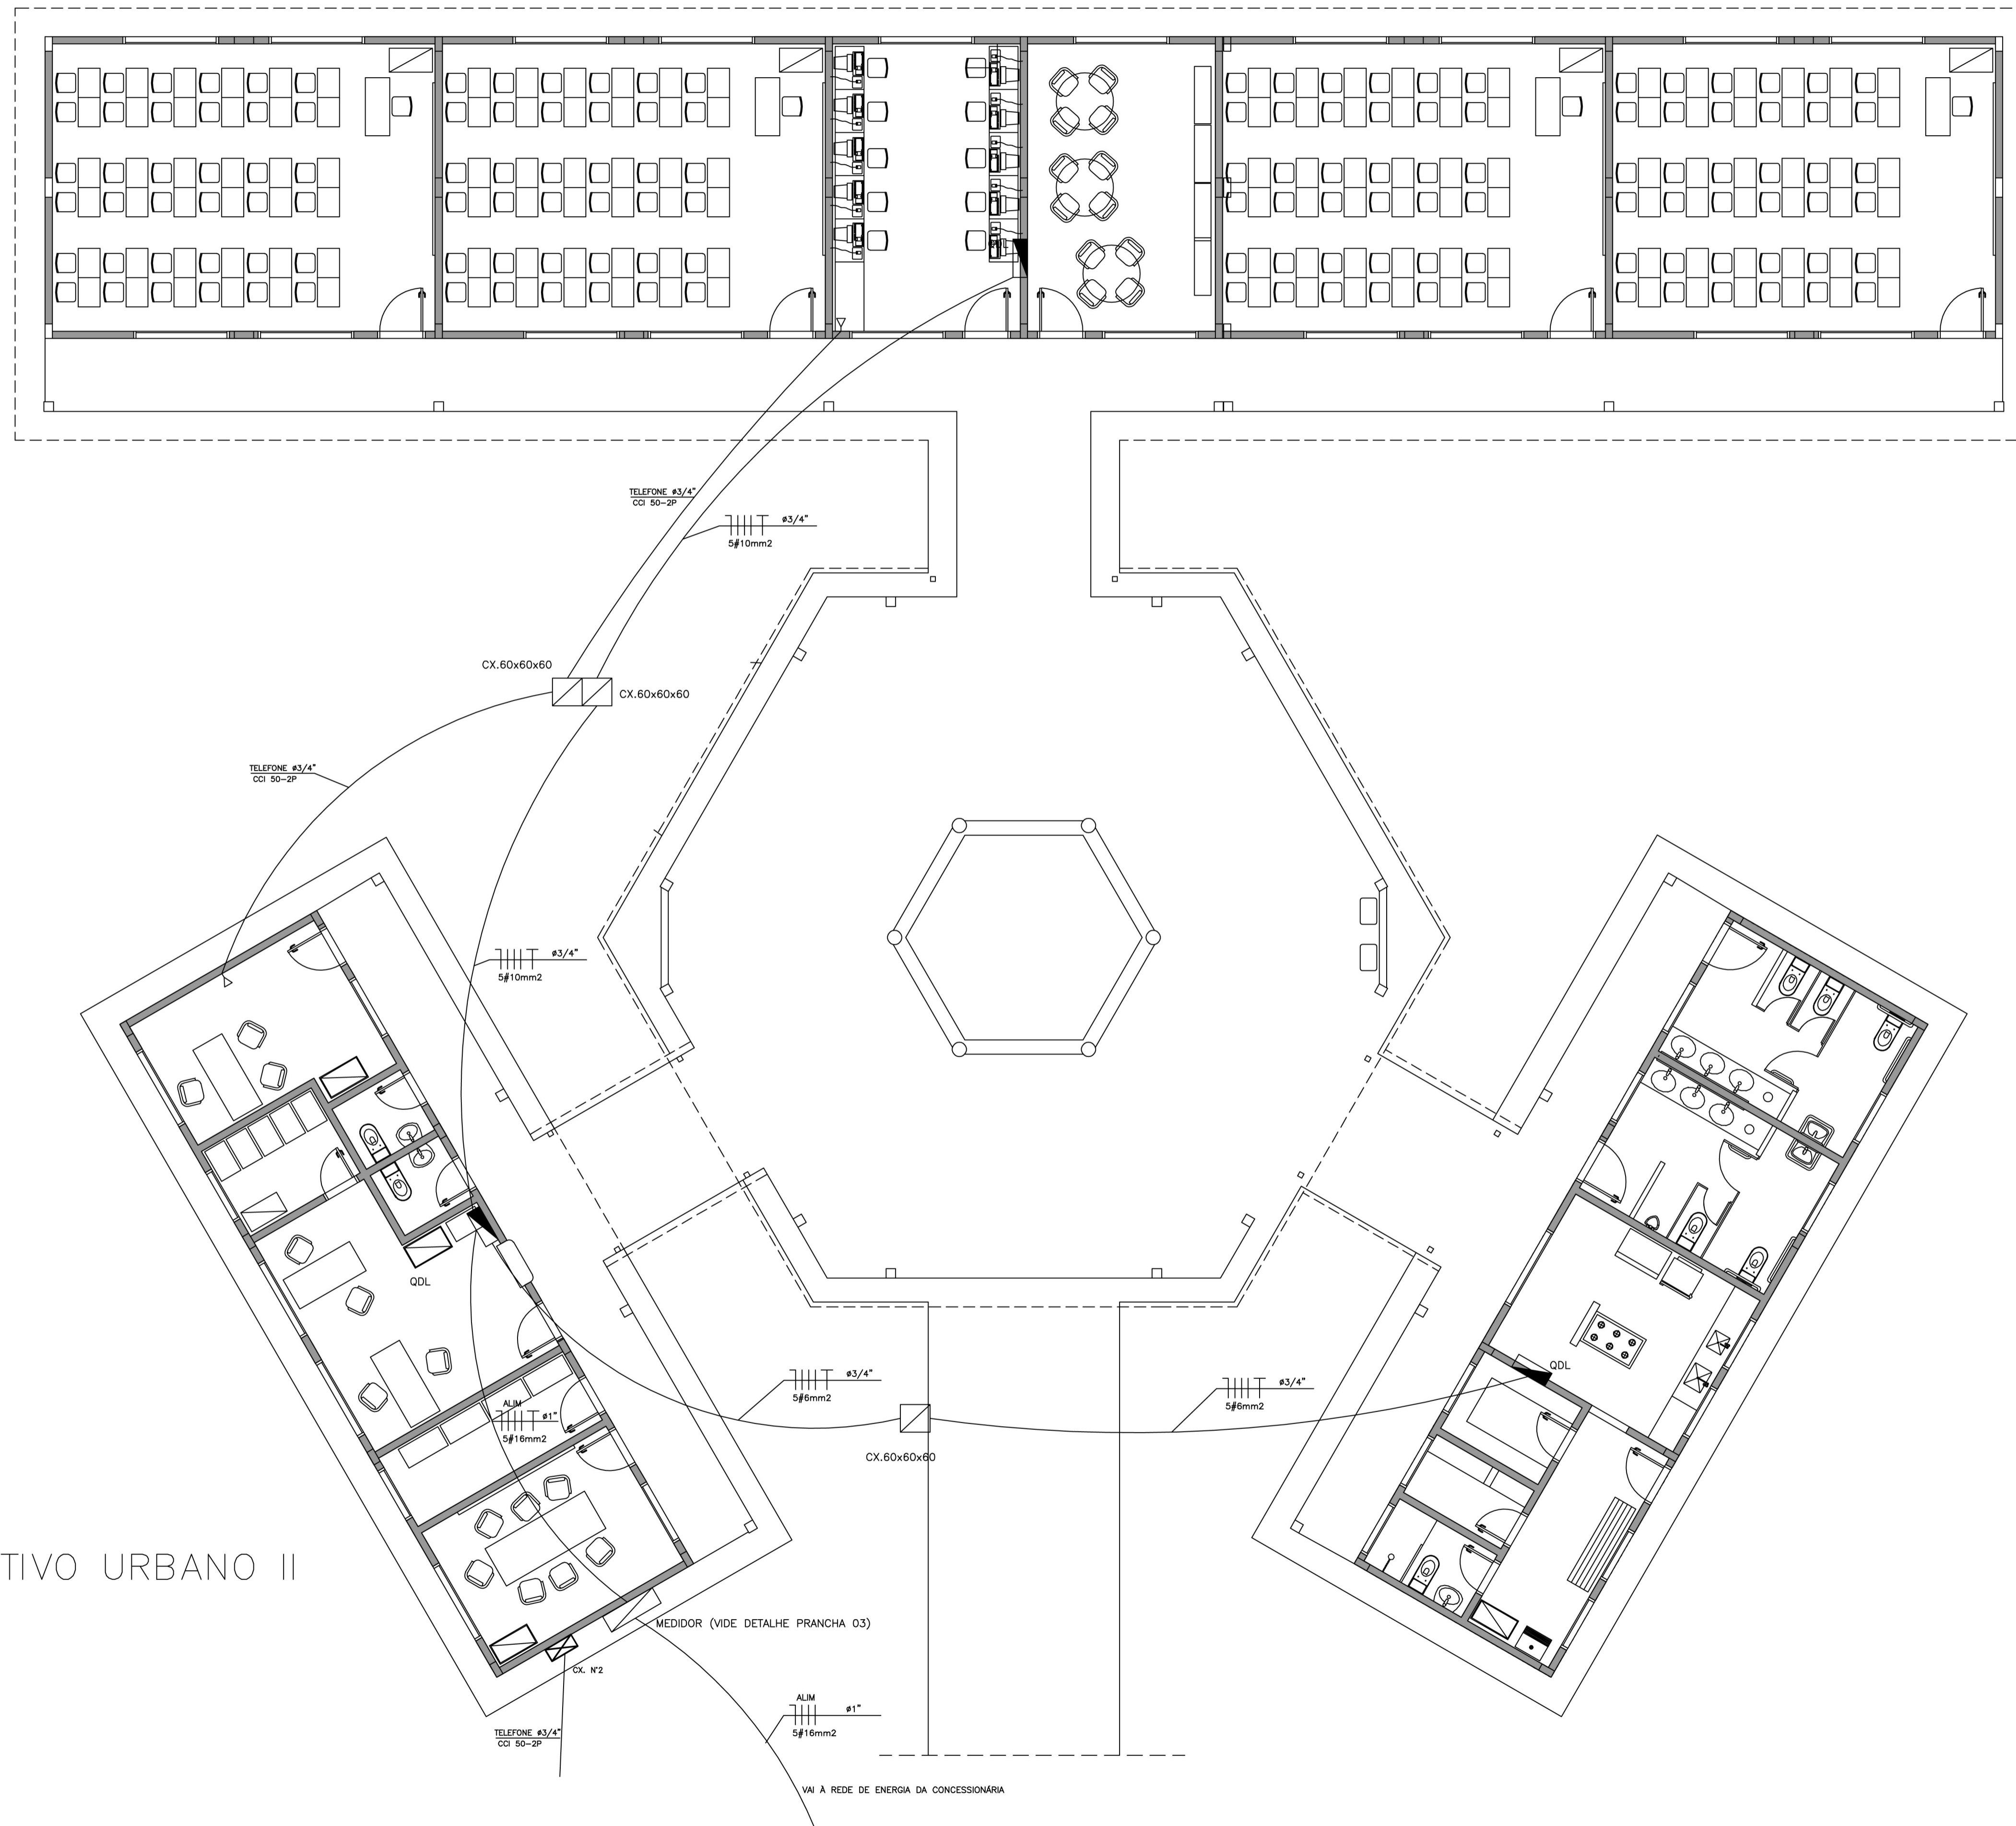 TELEFONE ø3/4"
CCI 50-2P
ø3/4"
5#10mm2
CX.60x60x60
CX.60x60x60
TELEFONE ø3/4"
CCI 50-2P
ø3/4"
5#10mm2
QDL
QDL
ø3/4"
5#6mm2
ø3/4"
5#6mm2
ALIM
ø1"
5#16mm2
CX.60x60x60
TIVO URBANO II
MEDIDOR (VIDE DETALHE PRANCHA 03)
CX. N°2
ALIM
ø1"
5#16mm2
TELEFONE ø3/4"
CCI 50-2P
VAI À REDE DE ENERGIA DA CONCESSIONÁRIA